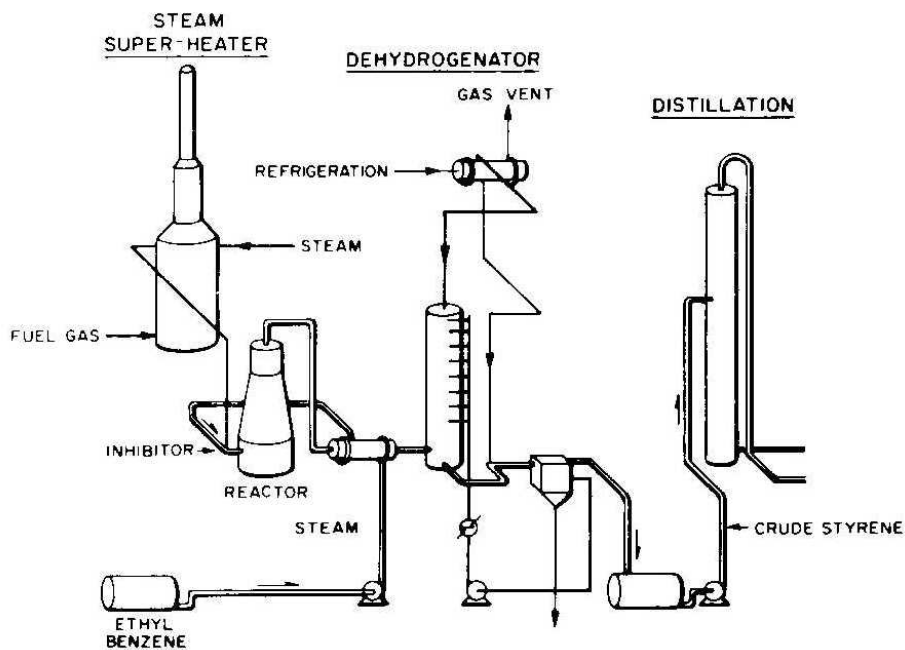 STEAM
SUPER-HEATER
DEHYDROGENATOR
GAS VENT
DISTILLATION
REFRIGERATION
STEAM
FUEL GAS
INHIBITOR
REACTOR
STEAM
CRUDE STYRENE
ETHYL
BENZENE